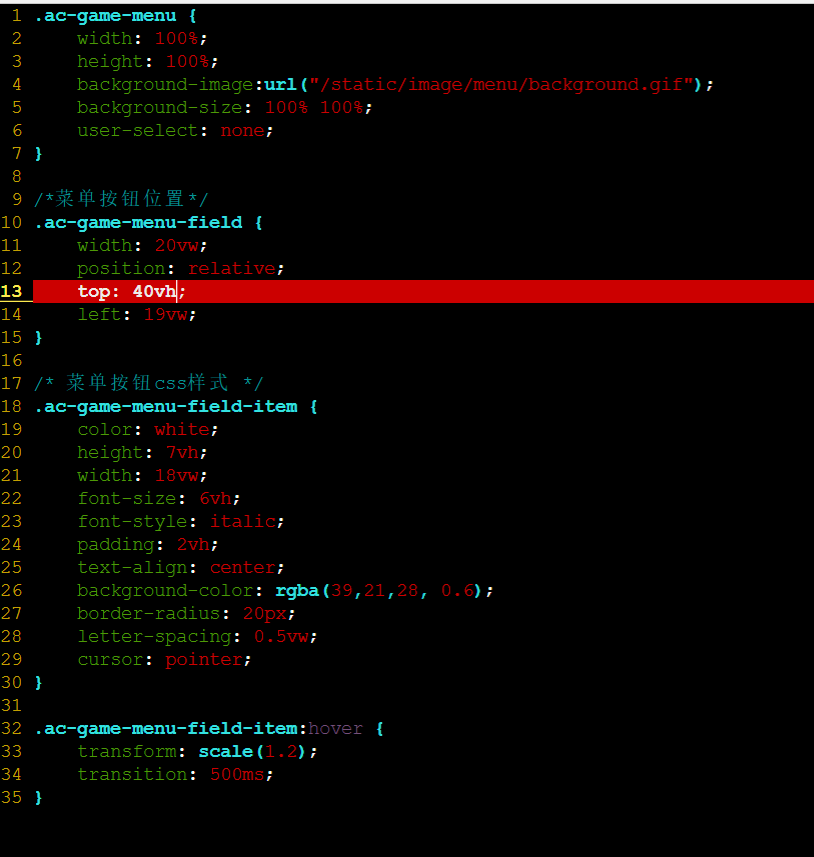 1 .ac-game-menu {
2     width: 100%;
3     height: 100%;
4     background-image:url("/static/image/menu/background.gif");
5     background-size: 100% 100%;
6     user-select: none;
7 }
8
9 /*菜单按钮位置*/
10 .ac-game-menu-field {
11     width: 20vw;
12     position: relative;
13     top: 40vh;
14     left: 19vw;
15 }
16
17 /* 菜单按钮css样式 */
18 .ac-game-menu-field-item {
19     color: white;
20     height: 7vh;
21     width: 18vw;
22     font-size: 6vh;
23     font-style: italic;
24     padding: 2vh;
25     text-align: center;
26     background-color: rgba(39,21,28, 0.6);
27     border-radius: 20px;
28     letter-spacing: 0.5vw;
29     cursor: pointer;
30 }
31
32 .ac-game-menu-field-item:hover {
33     transform: scale(1.2);
34     transition: 500ms;
35 }